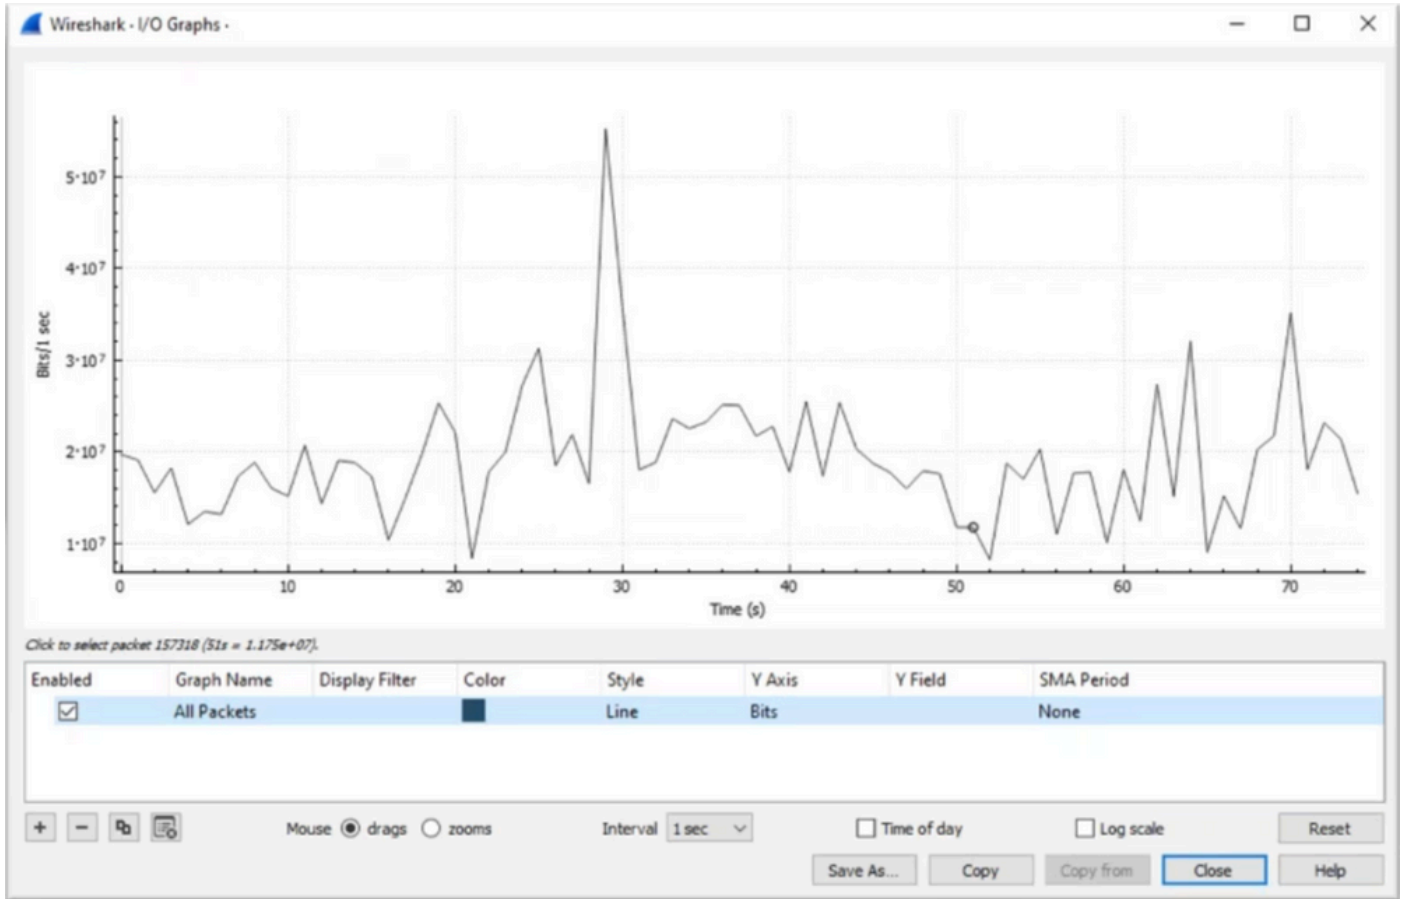 Wireshark · I/O Graphs ·
5·10⁷
4·10⁷
3·10⁷
2·10⁷
1·10⁷
Bits/1 sec
0 10 20 30 40 50 60 70
Time (s)
Click to select packet 157318 (51s = 1.175e+07).
Enabled Graph Name Display Filter Color Style Y Axis Y Field SMA Period
All Packets Line Bits None
+ − Mouse drags zooms Interval 1 sec Time of day Log scale Reset
Save As... Copy Copy from Close Help